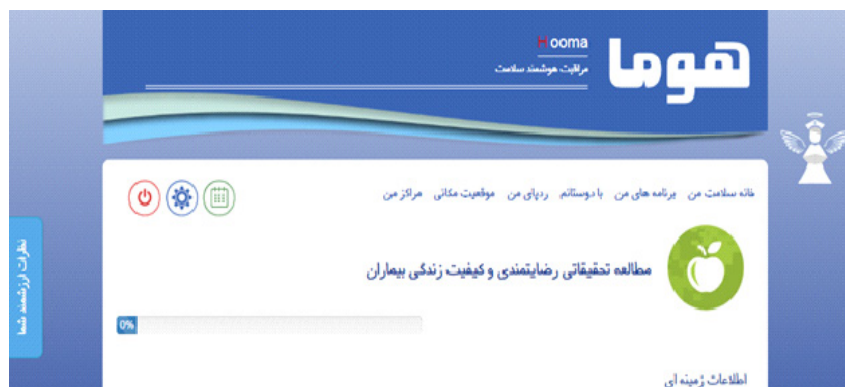 هوما
Hooma
مراقبت هوشمند سلامت
خانه سلامت من برنامه های من با دوستانم ردپای من موقعیت مکانی مراکز من
مطالعه تحقیقاتی رضایتمندی و کیفیت زندگی بیماران
0%
نظرات ارزشمند شما
اطلاعات زمینه ای